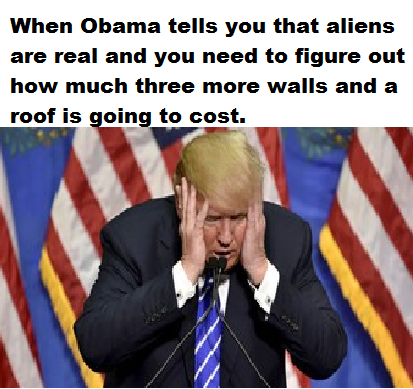 When Obama tells you that aliens
are real and you need to figure out
how much three more walls and a
roof is going to cost.